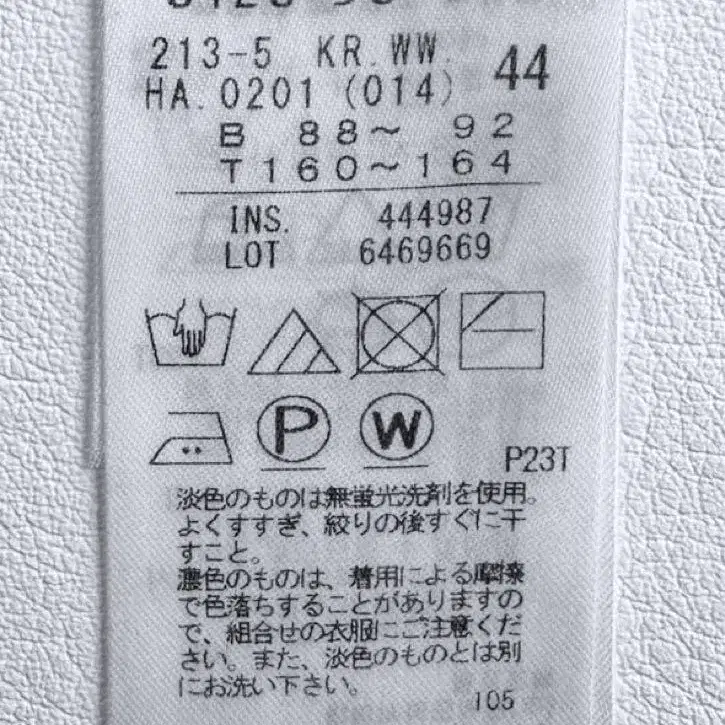 213-5 KR.WW. 44
HA.0201 (014)
B 88～ 92
T160～164
INS. 444987
LOT 6469669
P W
P23T
淡色のものは無蛍光洗剤を使用。
よくすすぎ、絞りの後すぐに干
すこと。
濃色のものは、着用による摩擦
で色落ちすることがありますの
で、組合せの衣服にご注意くだ
さい。また、淡色のものとは別
にお洗い下さい。
105